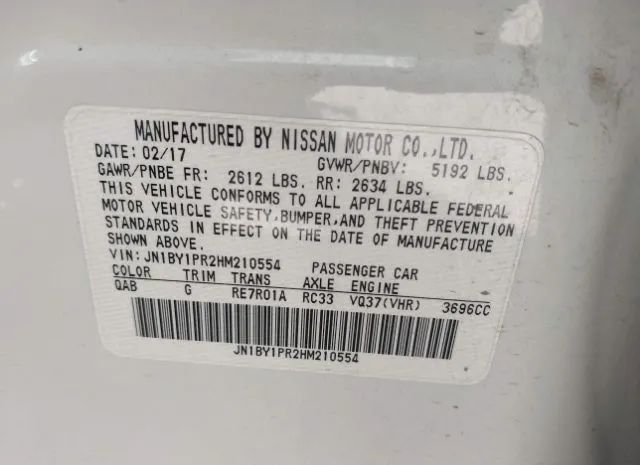 MANUFACTURED BY NISSAN MOTOR CO.,LTD.
DATE: 02/17 GVWR/PNBV: 5192 LBS.
GAWR/PNBE FR: 2612 LBS. RR: 2634 LBS.
THIS VEHICLE CONFORMS TO ALL APPLICABLE FEDERAL
MOTOR VEHICLE SAFETY,BUMPER,AND THEFT PREVENTION
STANDARDS IN EFFECT ON THE DATE OF MANUFACTURE
SHOWN ABOVE.
VIN:JN1BY1PR2HM210554 PASSENGER CAR
COLOR TRIM TRANS AXLE ENGINE
QAB G RE7R01A RC33 VQ37(VHR) 3696CC
JN1BY1PR2HM210554